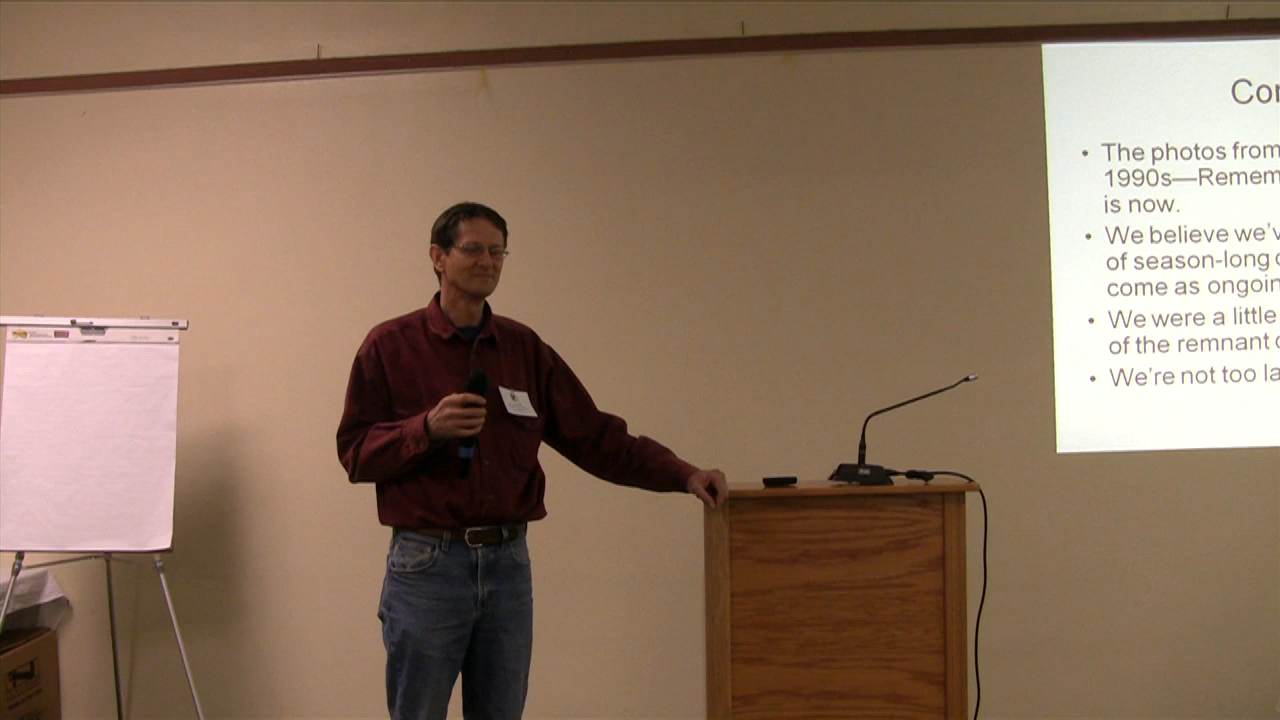 Con
• The photos from
1990s—Remem
is now.
• We believe we'v
of season-long
come as ongoin
• We were a little
of the remnant
• We're not too la